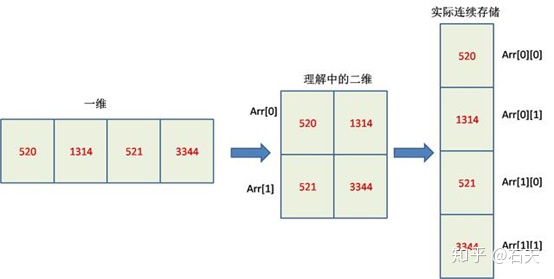 一维
520 1314 521 3344
理解中的二维
Arr[0]
520 1314
Arr[1]
521 3344
实际连续存储
520 Arr[0][0]
1314 Arr[0][1]
521 Arr[1][0]
3344 Arr[1][1]
知乎 @石天